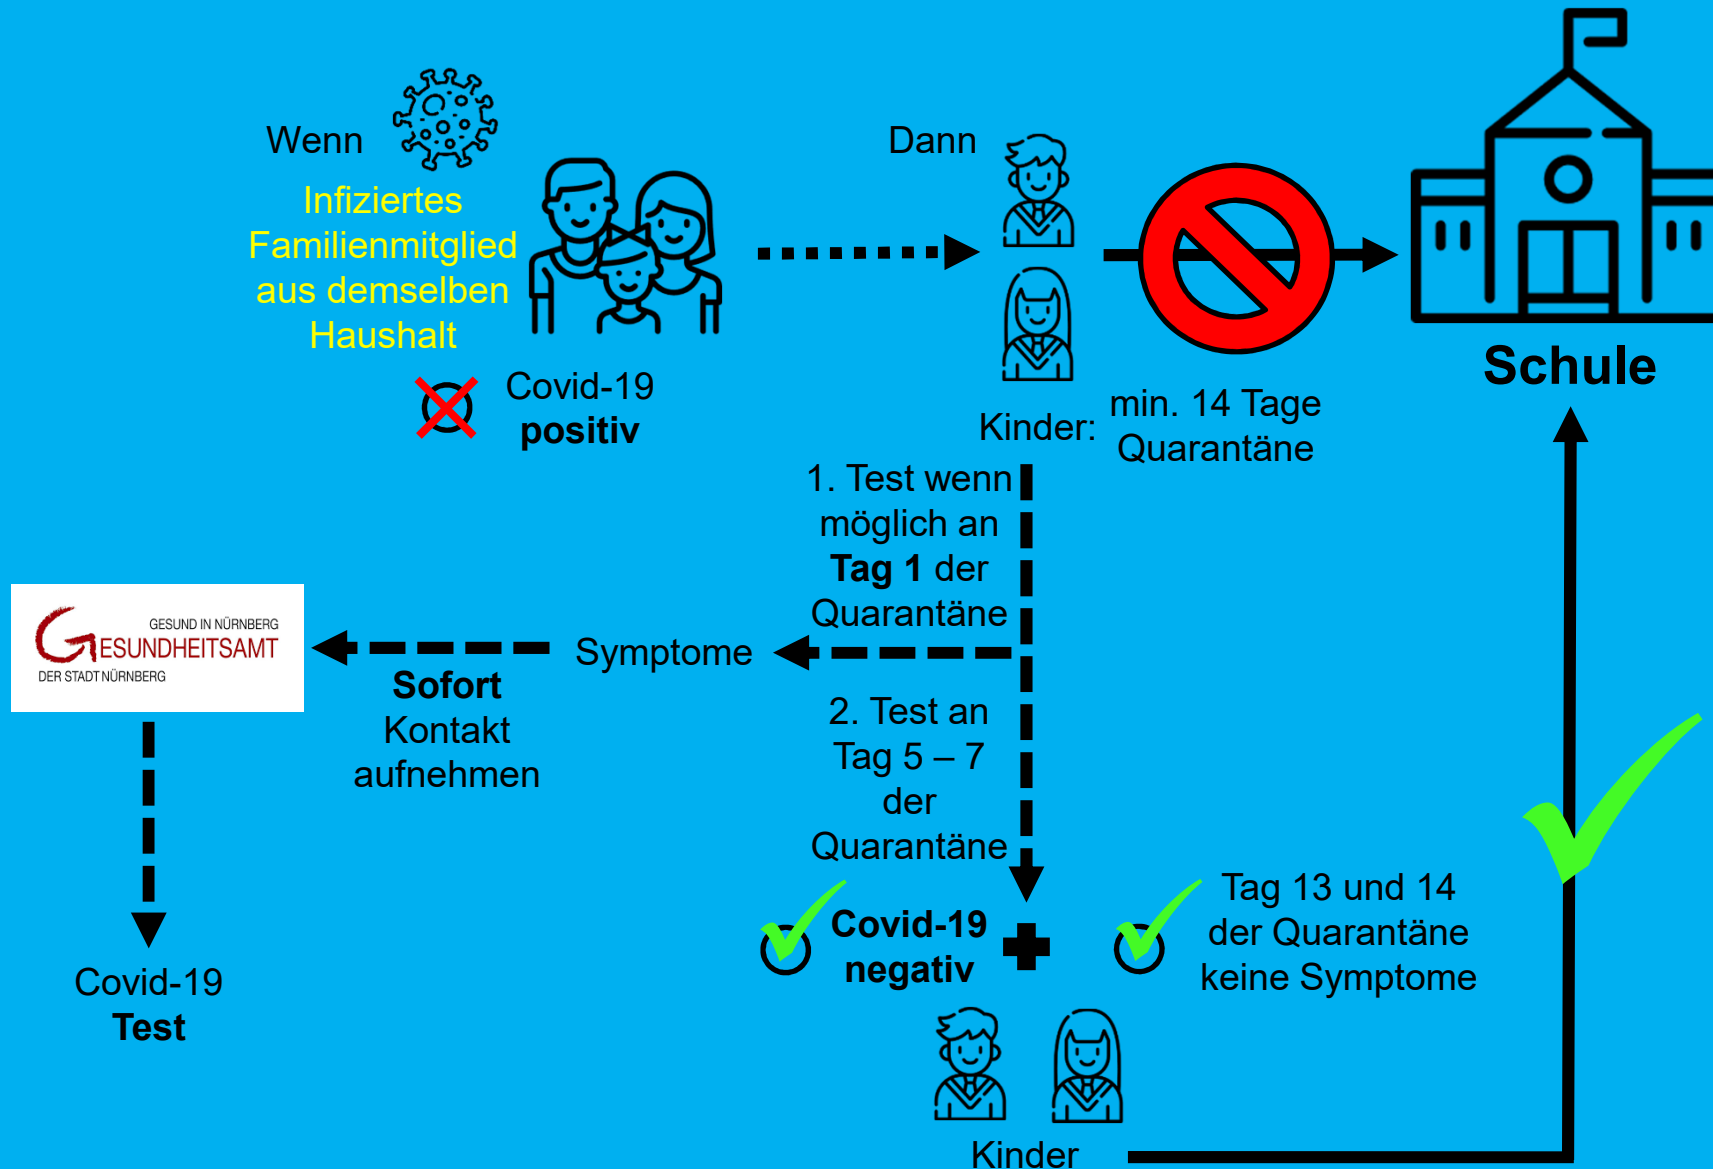 Wenn
Infiziertes
Familienmitglied
aus demselben
Haushalt
Covid-19
positiv
Dann
Kinder:
min. 14 Tage
Quarantäne
Schule
1. Test wenn
möglich an
Tag 1 der
Quarantäne
Symptome
Sofort
Kontakt
aufnehmen
GESUND IN NÜRNBERG
GESUNDHEITSAMT
DER STADT NÜRNBERG
Covid-19
Test
2. Test an
Tag 5 – 7
der
Quarantäne
Covid-19
negativ
Tag 13 und 14
der Quarantäne
keine Symptome
Kinder